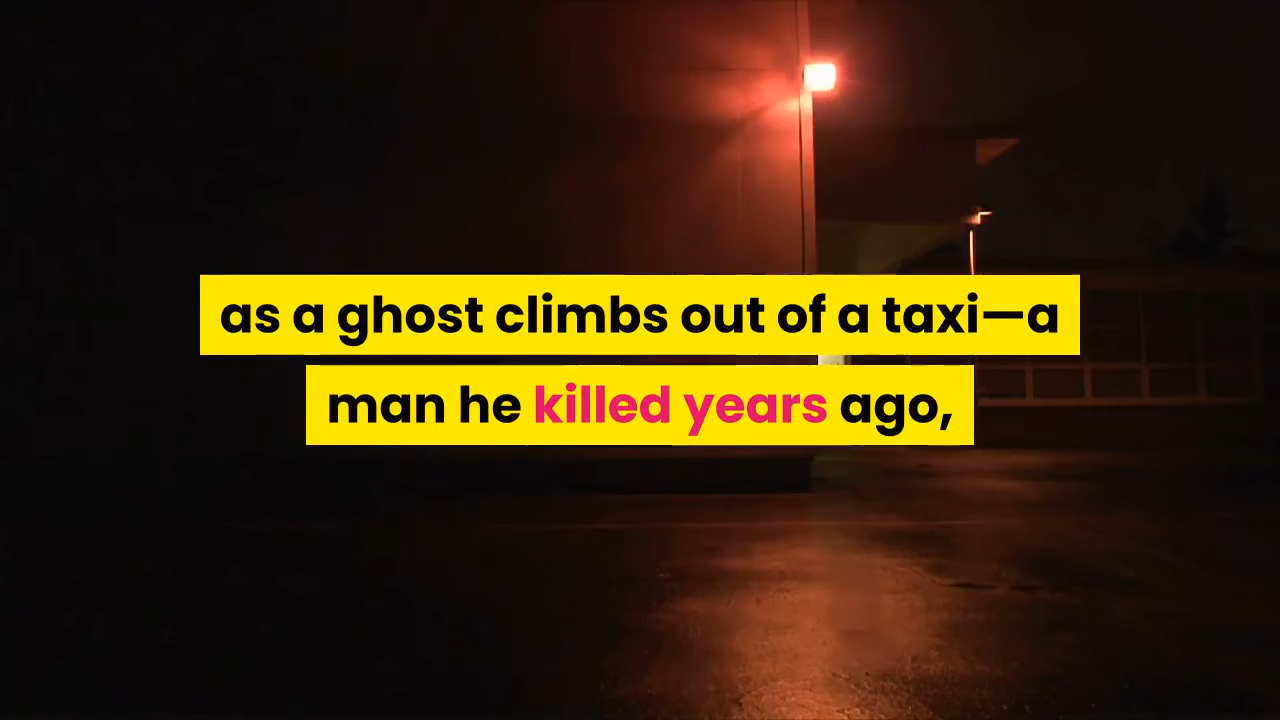 as a ghost climbs out of a taxi—a
man he killed years ago,